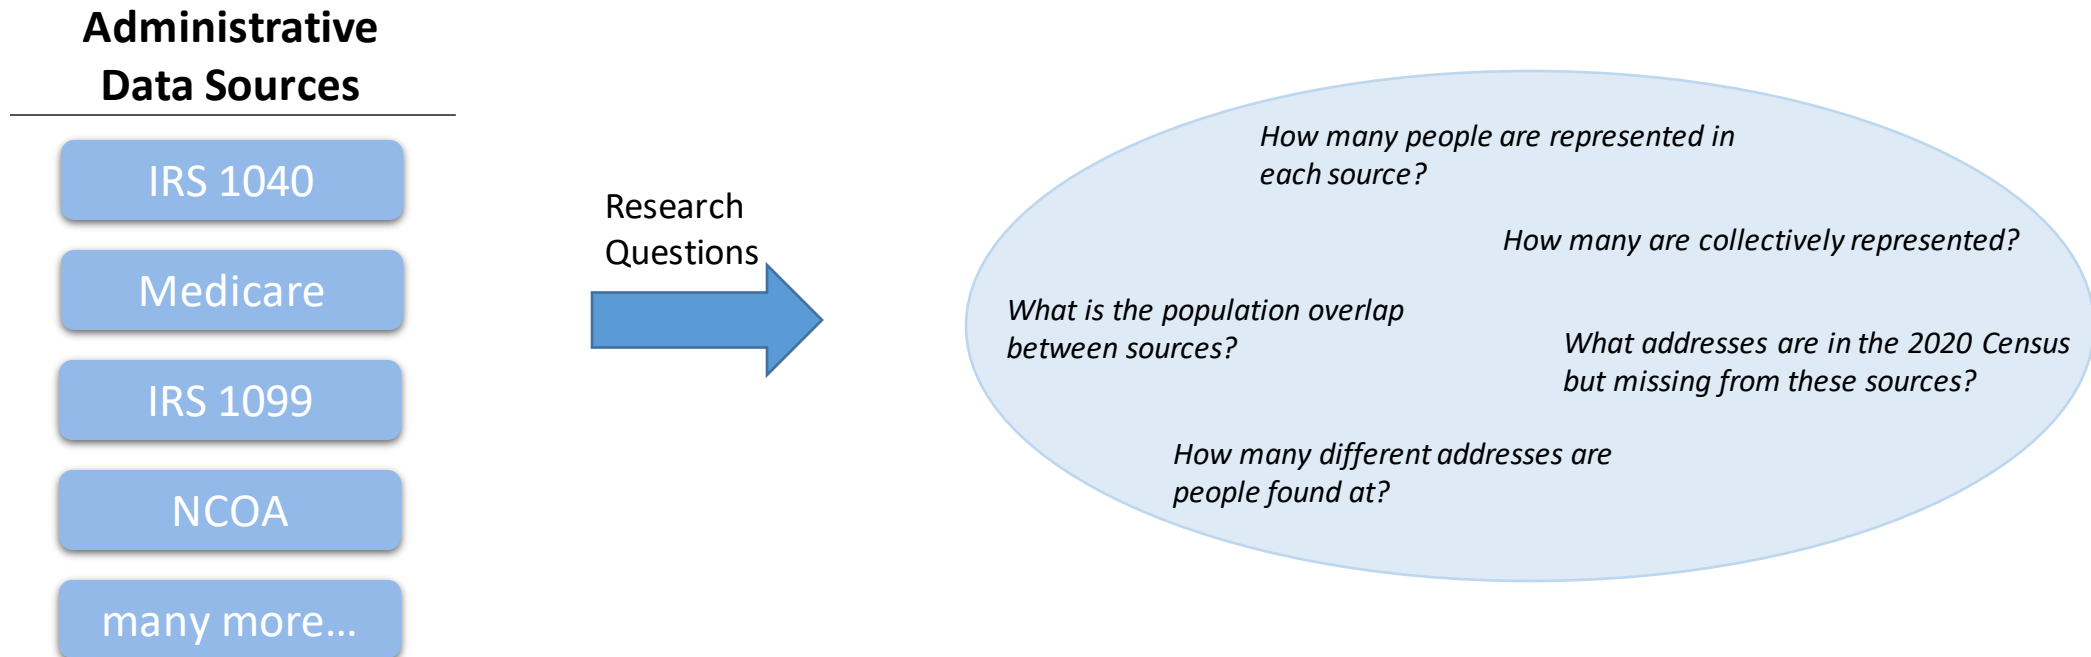 Administrative
Data Sources
IRS 1040
Medicare
IRS 1099
NCOA
many more...
Research
Questions
How many people are represented in
each source?
How many are collectively represented?
What is the population overlap
between sources?
What addresses are in the 2020 Census
but missing from these sources?
How many different addresses are
people found at?